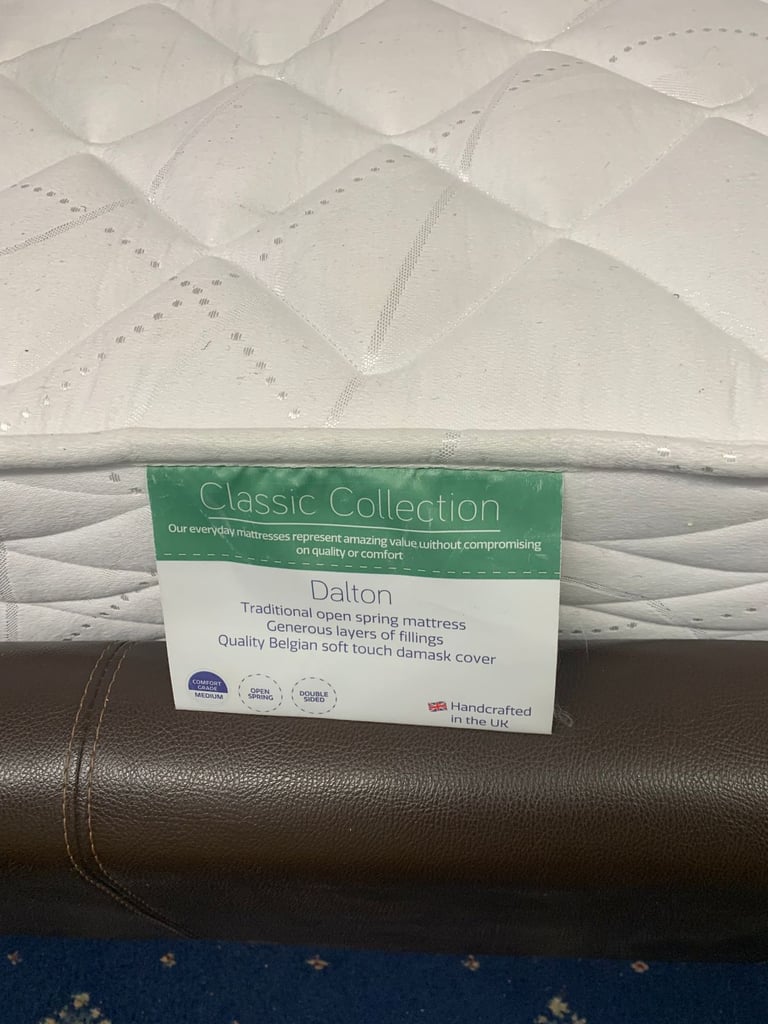 Classic Collection
Our everyday mattresses represent amazing value without compromising
on quality or comfort
Dalton
Traditional open spring mattress
Generous layers of fillings
Quality Belgian soft touch damask cover
COMFORT
GRADE
MEDIUM
OPEN
SPRING
DOUBLE
SIDED
Handcrafted
in the UK